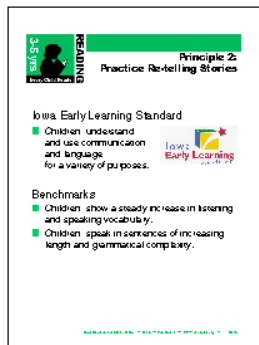 3-5 yrs
READING
Every Child Reads
Principle 2:
Practice Re-telling Stories
Iowa Early Learning Standard
Children understand
and use communication
and language
for a variety of purposes.
Iowa
Early Learning
Benchmarks
Children show a steady increase in listening
and speaking vocabulary.
Children speak in sentences of increasing
length and grammatical complexity.